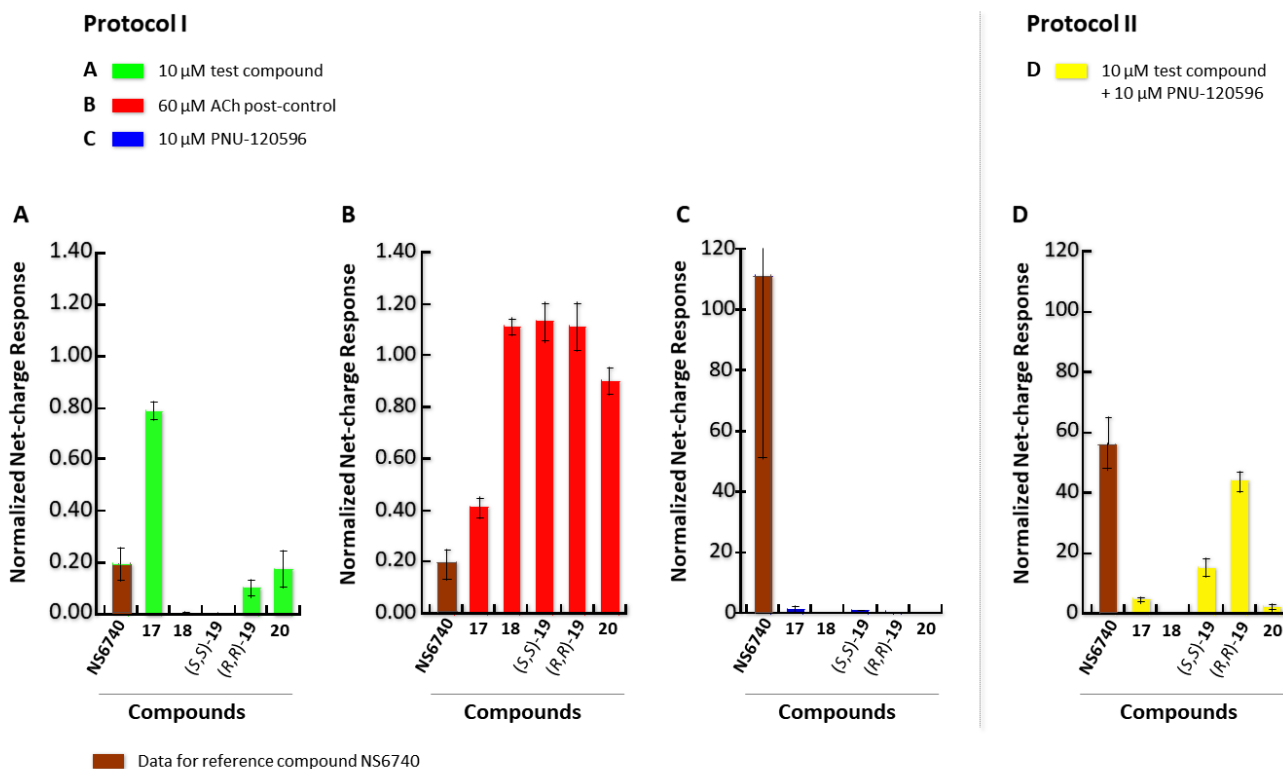 Protocol I
A 10 µM test compound
B 60 µM ACh post-control
C 10 µM PNU-120596
Protocol II
D 10 µM test compound
+ 10 µM PNU-120596
A
Normalized Net-charge Response
1.40
1.20
1.00
0.80
0.60
0.40
0.20
0.00
NS6740
17
18
(S,S)-19
(R,R)-19
20
Compounds
B
Normalized Net-charge Response
1.40
1.20
1.00
0.80
0.60
0.40
0.20
0.00
NS6740
17
18
(S,S)-19
(R,R)-19
20
Compounds
C
Normalized Net-charge Response
120
100
80
60
40
20
0
NS6740
17
18
(S,S)-19
(R,R)-19
20
Compounds
D
Normalized Net-charge Response
120
100
80
60
40
20
0
NS6740
17
18
(S,S)-19
(R,R)-19
20
Compounds
Data for reference compound NS6740